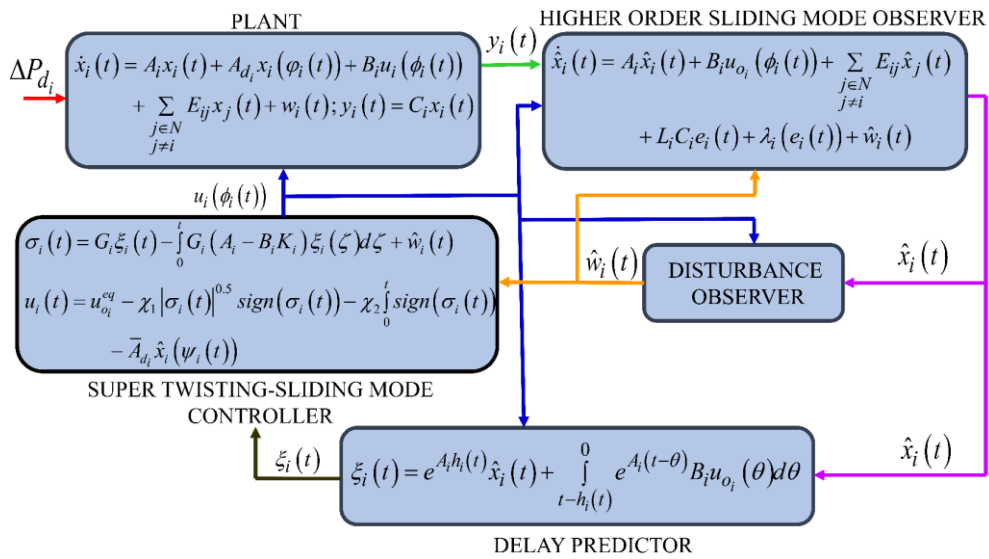 PLANT
HIGHER ORDER SLIDING MODE OBSERVER
ΔP_{d_i}
ẋ_i(t) = A_i x_i(t) + A_{d_i} x_i(φ_i(t)) + B_i u_i(ϕ_i(t))
+ ∑_{j∈N j≠i} E_{ij} x_j(t) + w_i(t); y_i(t) = C_i x_i(t)
y_i(t)
\dot{x̂}_i(t) = A_i x̂_i(t) + B_i u_{o_i}(ϕ_i(t)) + ∑_{j∈N j≠i} E_{ij} x̂_j(t)
+ L_i C_i e_i(t) + λ_i(e_i(t)) + ŵ_i(t)
u_i(ϕ_i(t))
σ_i(t) = G_i ξ_i(t) − ∫_0^t G_i(A_i − B_i K_i) ξ_i(ζ)dζ + ŵ_i(t)
u_i(t) = u_{o_i}^{eq} − χ_1 |σ_i(t)|^{0.5} sign(σ_i(t)) − χ_2 ∫_0^t sign(σ_i(t))
− A̅_{d_i} x̂_i(ψ_i(t))
ŵ_i(t)
DISTURBANCE
OBSERVER
x̂_i(t)
SUPER TWISTING-SLIDING MODE
CONTROLLER
ξ_i(t)
ξ_i(t) = e^{A_i h_i(t)} x̂_i(t) + ∫_{t−h_i(t)}^0 e^{A_i(t−θ)} B_i u_{o_i}(θ)dθ
x̂_i(t)
DELAY PREDICTOR